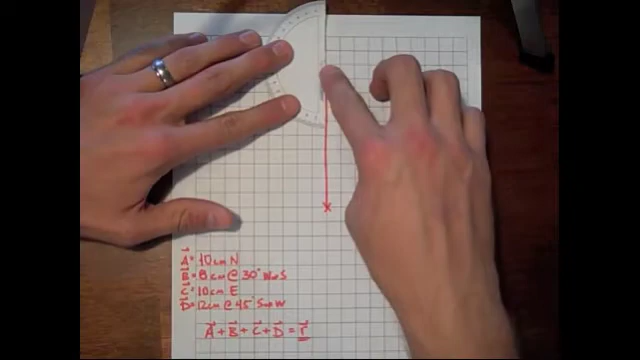 A = 10cm N
B = 8cm @ 30° W of S
C = 10cm E
D = 12cm @ 45° S of W
A + B + C + D = r